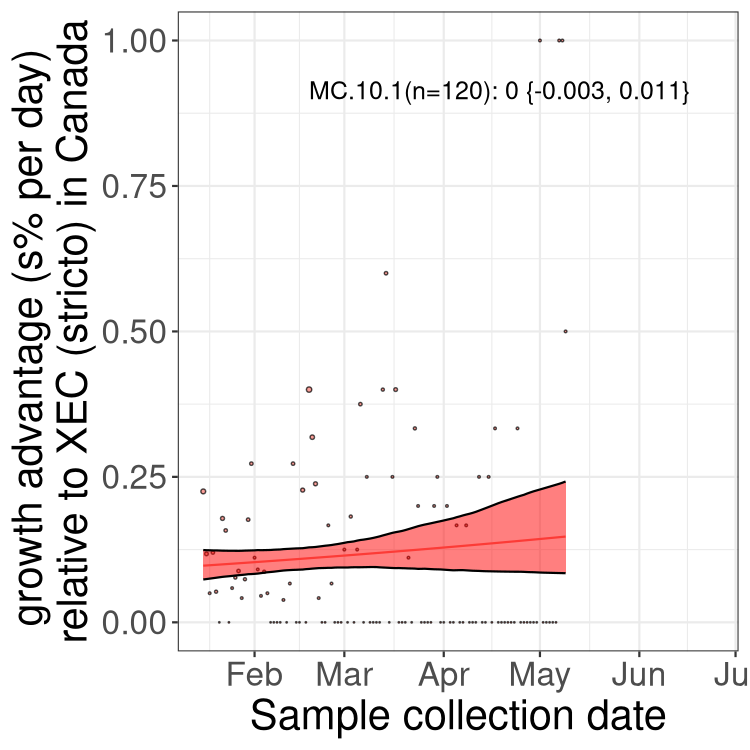 growth advantage (s% per day)
relative to XEC (stricto) in Canada
1.00
0.75
0.50
0.25
0.00
MC.10.1(n=120): 0 {-0.003, 0.011}
Feb Mar Apr May Jun Ju
Sample collection date